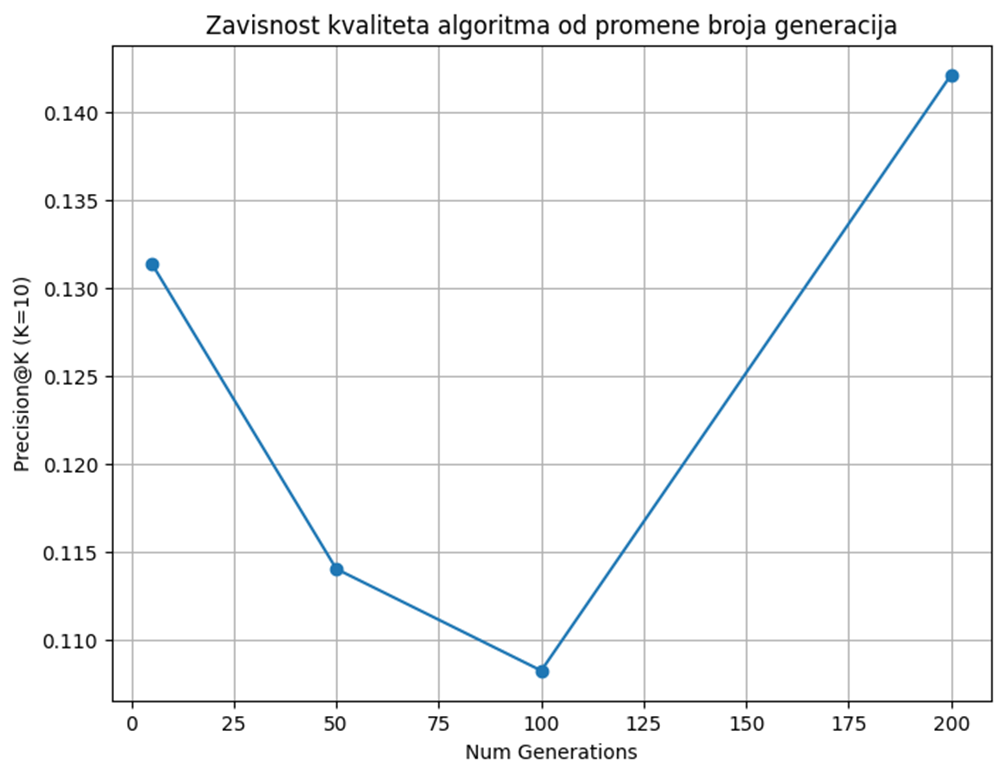 Zavisnost kvaliteta algoritma od promene broja generacija
0.140
0.135
0.130
0.125
0.120
0.115
0.110
Precision@K (K=10)
0 25 50 75 100 125 150 175 200
Num Generations